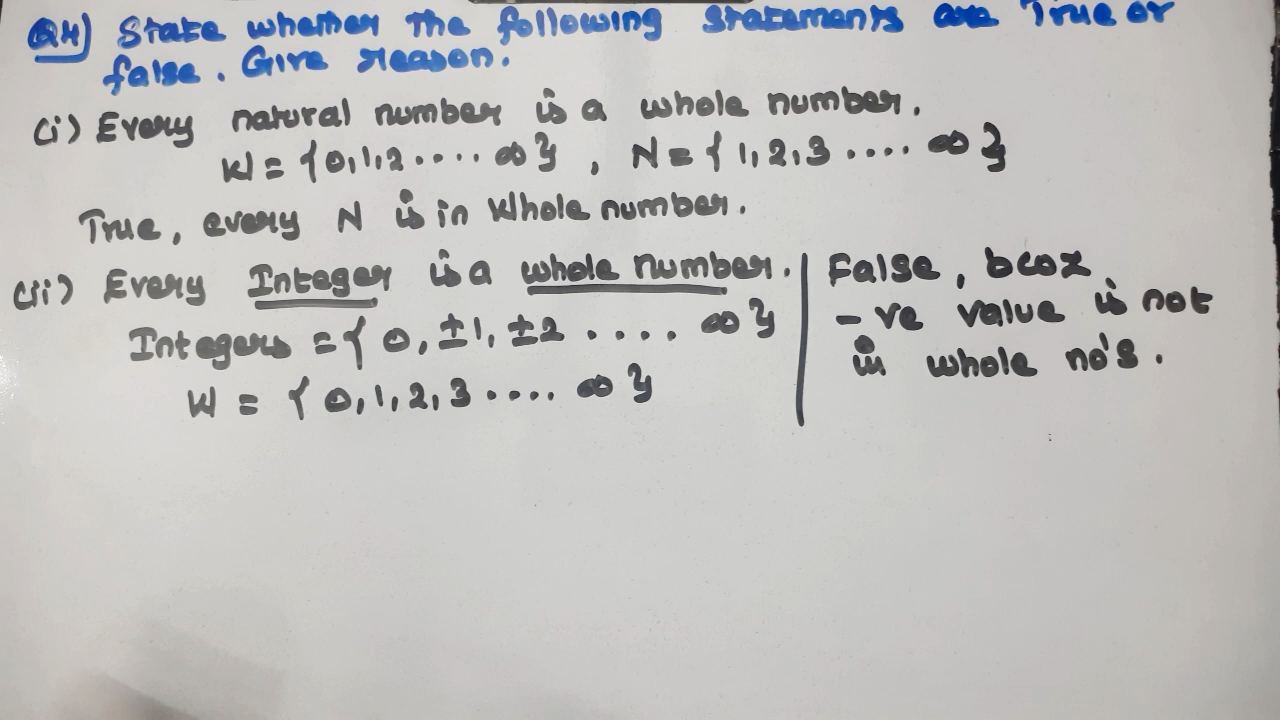 Q4) State whether the following statements are True or
false. Give reason.
(i) Every natural number is a whole number.
W = {0,1,2 .... ∞}, N = {1,2,3 .... ∞}
True, every N is in Whole number.
(ii) Every Integer is a whole number.
Integers = {0, ±1, ±2 .... ∞}
W = {0,1,2,3 .... ∞}
False, bcoz
-ve value is not
in whole no's.